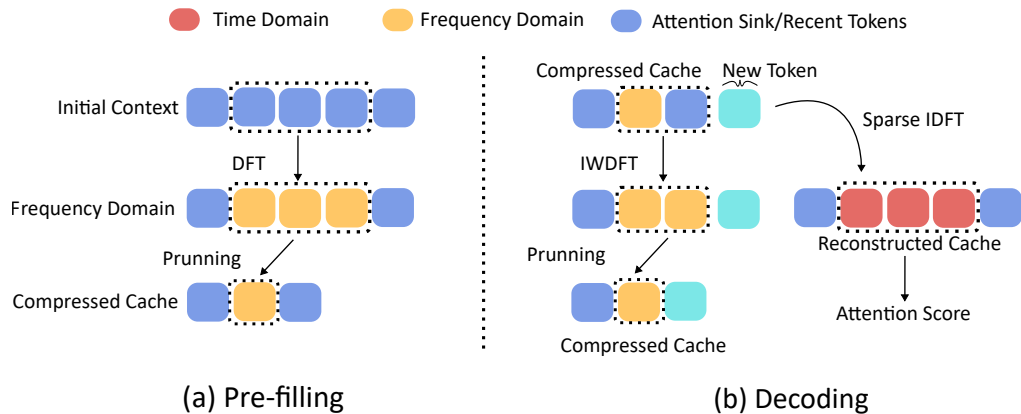 Time Domain
Frequency Domain
Attention Sink/Recent Tokens
Initial Context
DFT
Frequency Domain
Prunning
Compressed Cache
(a) Pre-filling
Compressed Cache
New Token
Sparse IDFT
IWDFT
Reconstructed Cache
Prunning
Attention Score
Compressed Cache
(b) Decoding